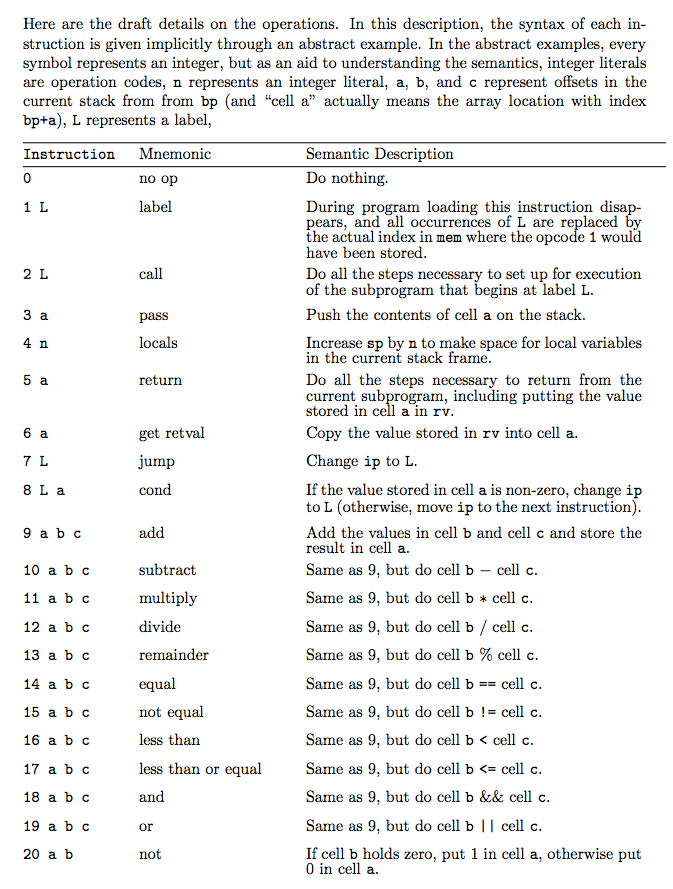 Here are the draft details on the operations. In this description, the syntax of each in-
struction is given implicitly through an abstract example. In the abstract examples, every
symbol represents an integer, but as an aid to understanding the semantics, integer literals
are operation codes, n represents an integer literal, a, b, and c represent offsets in the
current stack from from bp (and “cell a” actually means the array location with index
bp+a), L represents a label,
Instruction Mnemonic Semantic Description
0 no op Do nothing.
1 L label During program loading this instruction disap-
pears, and all occurrences of L are replaced by
the actual index in mem where the opcode 1 would
have been stored.
2 L call Do all the steps necessary to set up for execution
of the subprogram that begins at label L.
3 a pass Push the contents of cell a on the stack.
4 n locals Increase sp by n to make space for local variables
in the current stack frame.
5 a return Do all the steps necessary to return from the
current subprogram, including putting the value
stored in cell a in rv.
6 a get retval Copy the value stored in rv into cell a.
7 L jump Change ip to L.
8 L a cond If the value stored in cell a is non-zero, change ip
to L (otherwise, move ip to the next instruction).
9 a b c add Add the values in cell b and cell c and store the
result in cell a.
10 a b c subtract Same as 9, but do cell b − cell c.
11 a b c multiply Same as 9, but do cell b * cell c.
12 a b c divide Same as 9, but do cell b / cell c.
13 a b c remainder Same as 9, but do cell b % cell c.
14 a b c equal Same as 9, but do cell b == cell c.
15 a b c not equal Same as 9, but do cell b != cell c.
16 a b c less than Same as 9, but do cell b < cell c.
17 a b c less than or equal Same as 9, but do cell b <= cell c.
18 a b c and Same as 9, but do cell b && cell c.
19 a b c or Same as 9, but do cell b || cell c.
20 a b not If cell b holds zero, put 1 in cell a, otherwise put
0 in cell a.